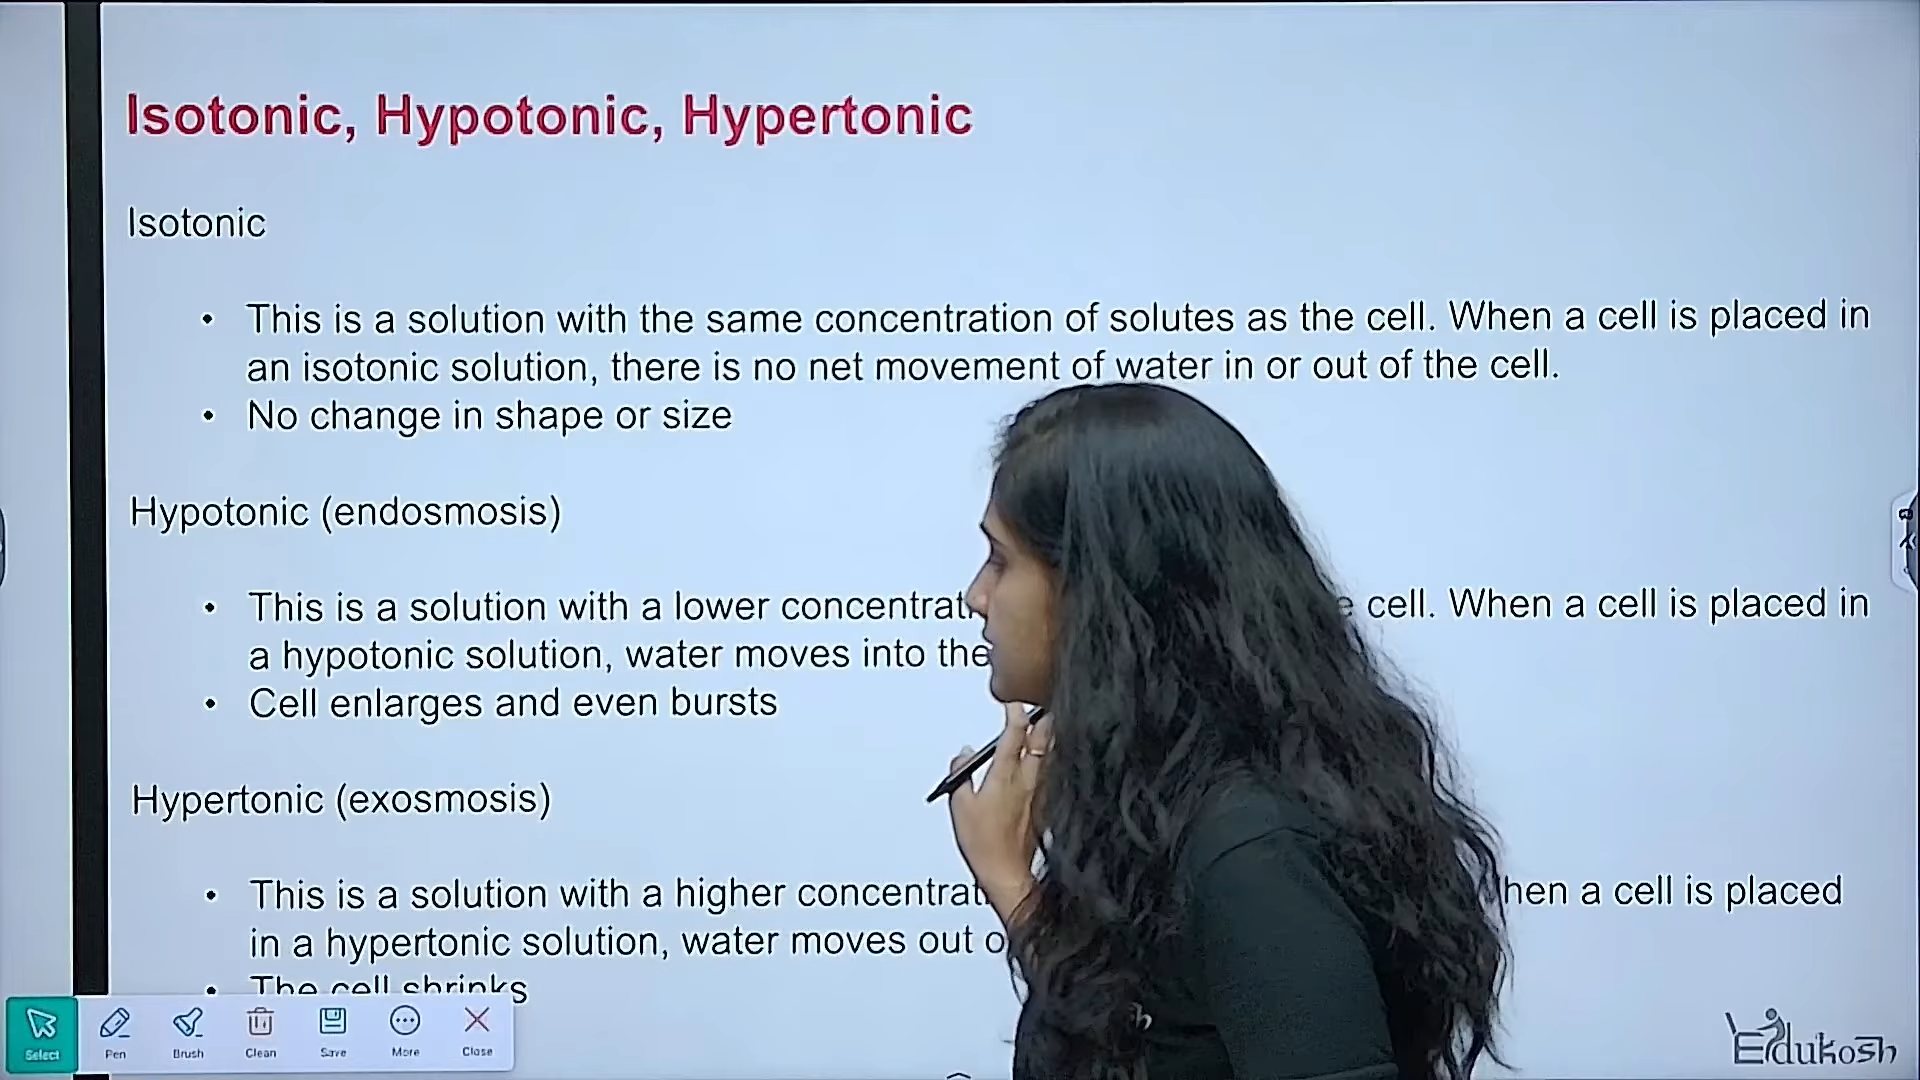 Isotonic, Hypotonic, Hypertonic
Isotonic
• This is a solution with the same concentration of solutes as the cell. When a cell is placed in
an isotonic solution, there is no net movement of water in or out of the cell.
• No change in shape or size
Hypotonic (endosmosis)
• This is a solution with a lower cell. When a cell is placed in
a hypotonic solution, water moves into the
• Cell enlarges and even bursts
Hypertonic (exosmosis)
• This is a solution with a higher a cell is placed
in a hypertonic solution, water moves out
• The cell shrinks
Select Pen Brush Clean Save More Close
Edukosh